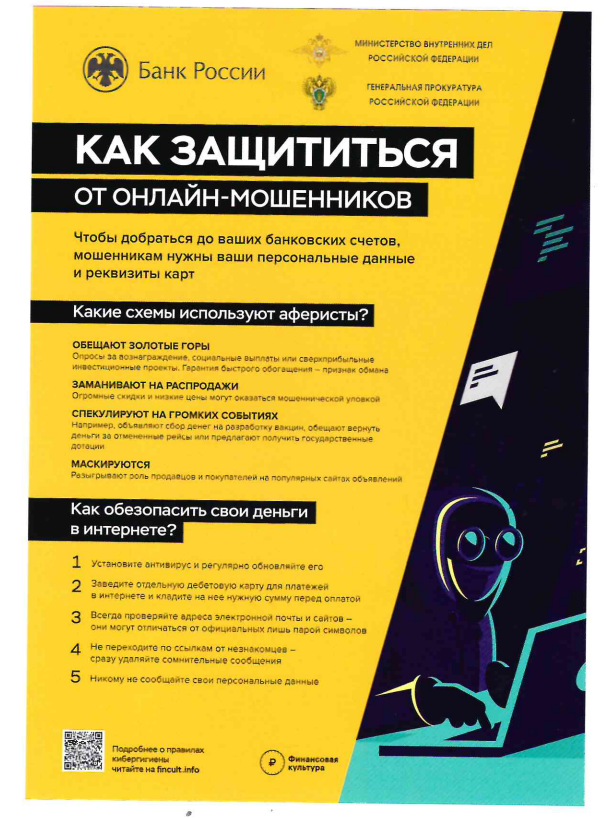 Банк России
МИНИСТЕРСТВО ВНУТРЕННИХ ДЕЛ
РОССИЙСКОЙ ФЕДЕРАЦИИ
ГЕНЕРАЛЬНАЯ ПРОКУРАТУРА
РОССИЙСКОЙ ФЕДЕРАЦИИ
КАК ЗАЩИТИТЬСЯ
ОТ ОНЛАЙН-МОШЕННИКОВ
Чтобы добраться до ваших банковских счетов,
мошенникам нужны ваши персональные данные
и реквизиты карт
Какие схемы используют аферисты?
ОБЕЩАЮТ ЗОЛОТЫЕ ГОРЫ
Опросы за вознаграждение, социальные выплаты или сверхприбыльные
инвестиционные проекты. Гарантия быстрого обогащения – признак обмана
ЗАМАНИВАЮТ НА РАСПРОДАЖИ
Огромные скидки и низкие цены могут оказаться мошеннической уловкой
СПЕКУЛИРУЮТ НА ГРОМКИХ СОБЫТИЯХ
Например, объявляют сбор денег на разработку вакцин, обещают вернуть
деньги за отмененные рейсы или предлагают получить государственные
дотации
МАСКИРУЮТСЯ
Разыгрывают роль продавцов и покупателей на популярных сайтах объявлений
Как обезопасить свои деньги
в интернете?
1 Установите антивирус и регулярно обновляйте его
2 Заведите отдельную дебетовую карту для платежей
в интернете и кладите на нее нужную сумму перед оплатой
3 Всегда проверяйте адреса электронной почты и сайтов –
они могут отличаться от официальных лишь парой символов
4 Не переходите по ссылкам от незнакомцев –
сразу удаляйте сомнительные сообщения
5 Никому не сообщайте свои персональные данные
Подробнее о правилах
кибергигиены
читайте на fincult.info
₽
Финансовая
культура